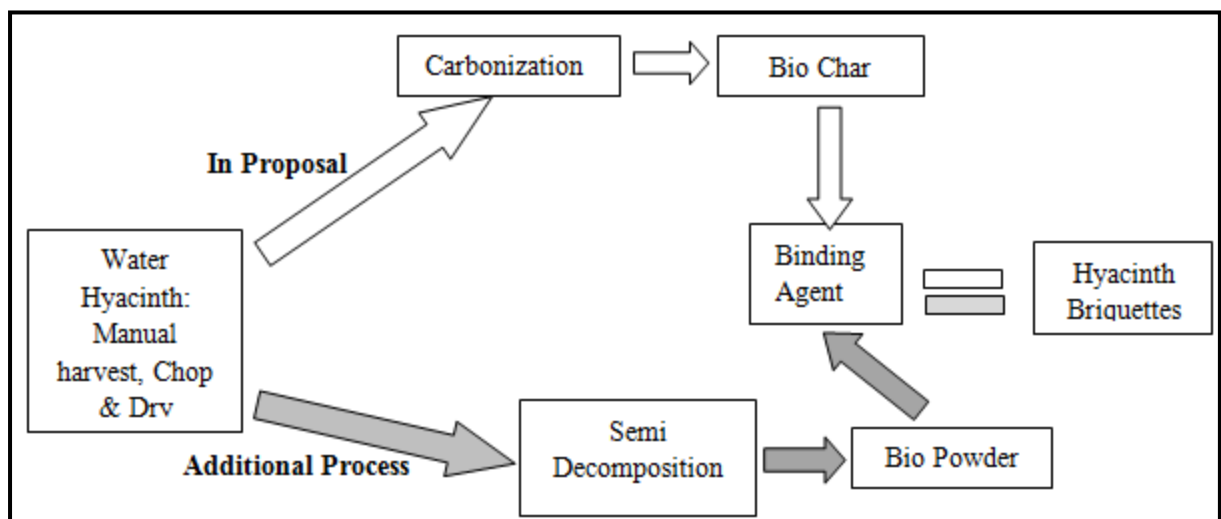 Carbonization
Bio Char
In Proposal
Water
Hyacinth:
Manual
harvest, Chop
& Dry
Binding
Agent
Hyacinth
Briquettes
Additional Process
Semi
Decomposition
Bio Powder